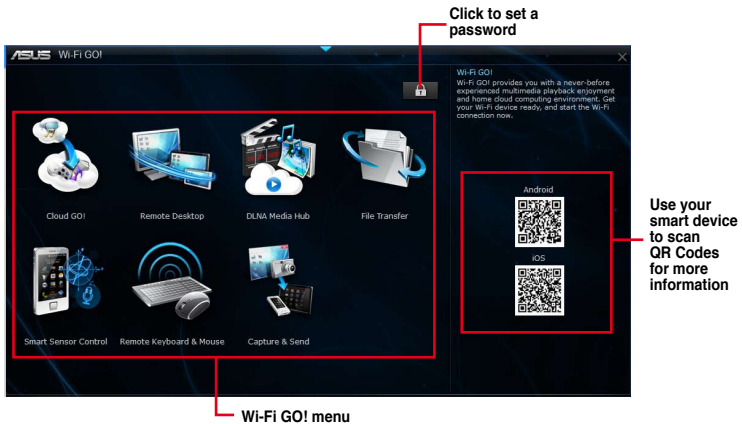 Click to set a
password
ASUS Wi-Fi GO!
Wi-Fi GO!
Wi-Fi GO! provides you with a never-before
experienced multimedia playback enjoyment
and home cloud computing environment. Get
your Wi-Fi device ready, and start the Wi-Fi
connection now.
Cloud GO!
Remote Desktop
DLNA Media Hub
File Transfer
Smart Sensor Control
Remote Keyboard & Mouse
Capture & Send
Android
iOS
Use your
smart device
to scan
QR Codes
for more
information
Wi-Fi GO! menu